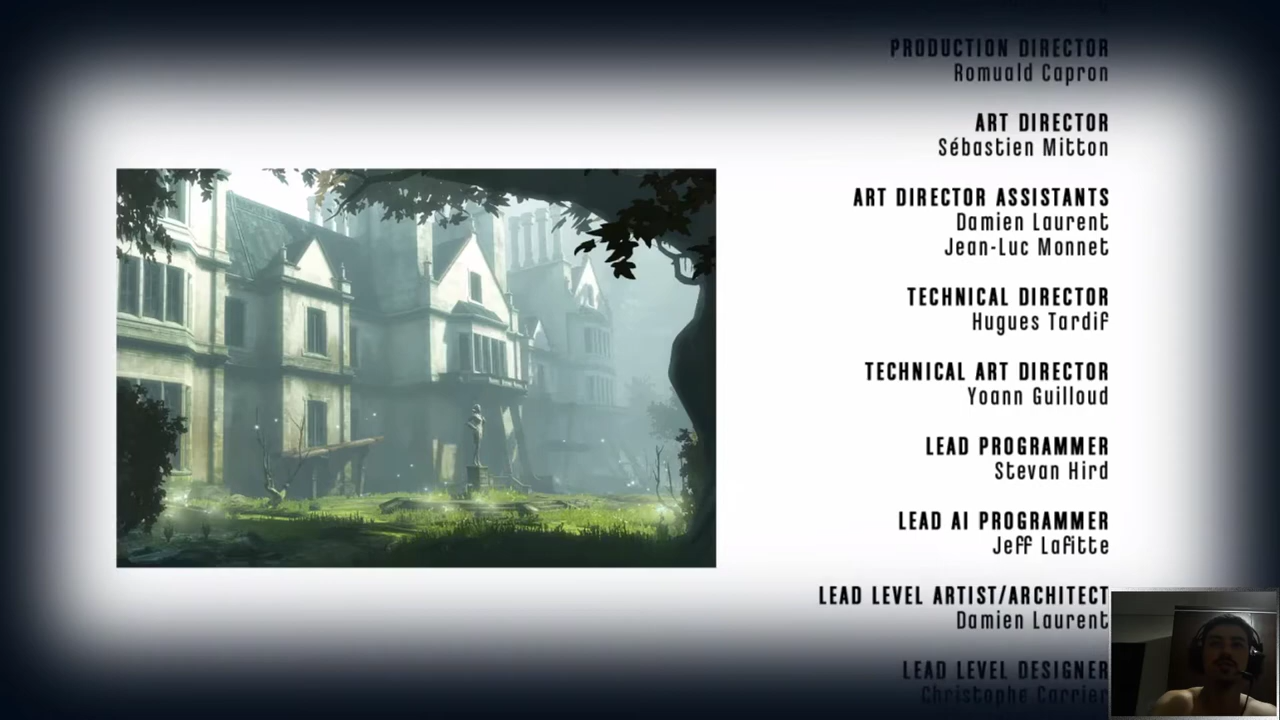 PRODUCTION DIRECTOR
Romuald Capron
ART DIRECTOR
Sébastien Mitton
ART DIRECTOR ASSISTANTS
Damien Laurent
Jean-Luc Monnet
TECHNICAL DIRECTOR
Hugues Tardif
TECHNICAL ART DIRECTOR
Yoann Guilloud
LEAD PROGRAMMER
Stevan Hird
LEAD AI PROGRAMMER
Jeff Lafitte
LEAD LEVEL ARTIST/ARCHITECT
Damien Laurent
LEAD LEVEL DESIGNER
Christophe Carrier